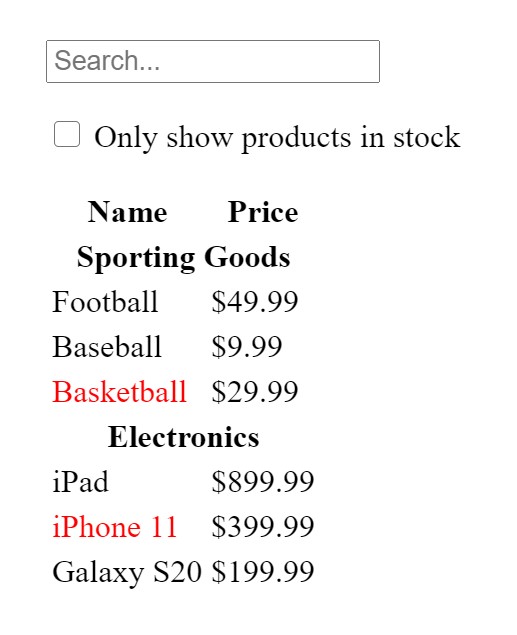 Search...
Only show products in stock
Name Price
Sporting Goods
Football $49.99
Baseball $9.99
Basketball $29.99
Electronics
iPad $899.99
iPhone 11 $399.99
Galaxy S20 $199.99